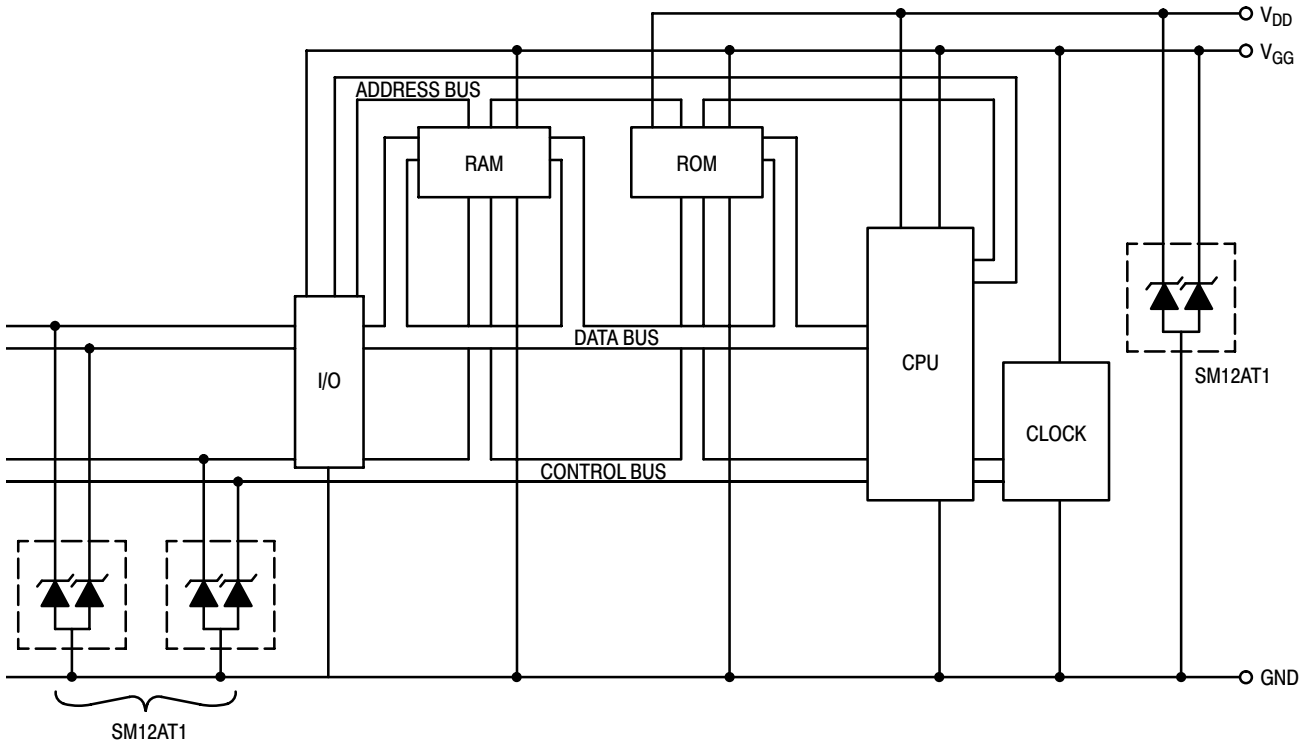 V_DD
V_GG
ADDRESS BUS
RAM
ROM
DATA BUS
I/O
CPU
SM12AT1
CLOCK
CONTROL BUS
GND
SM12AT1